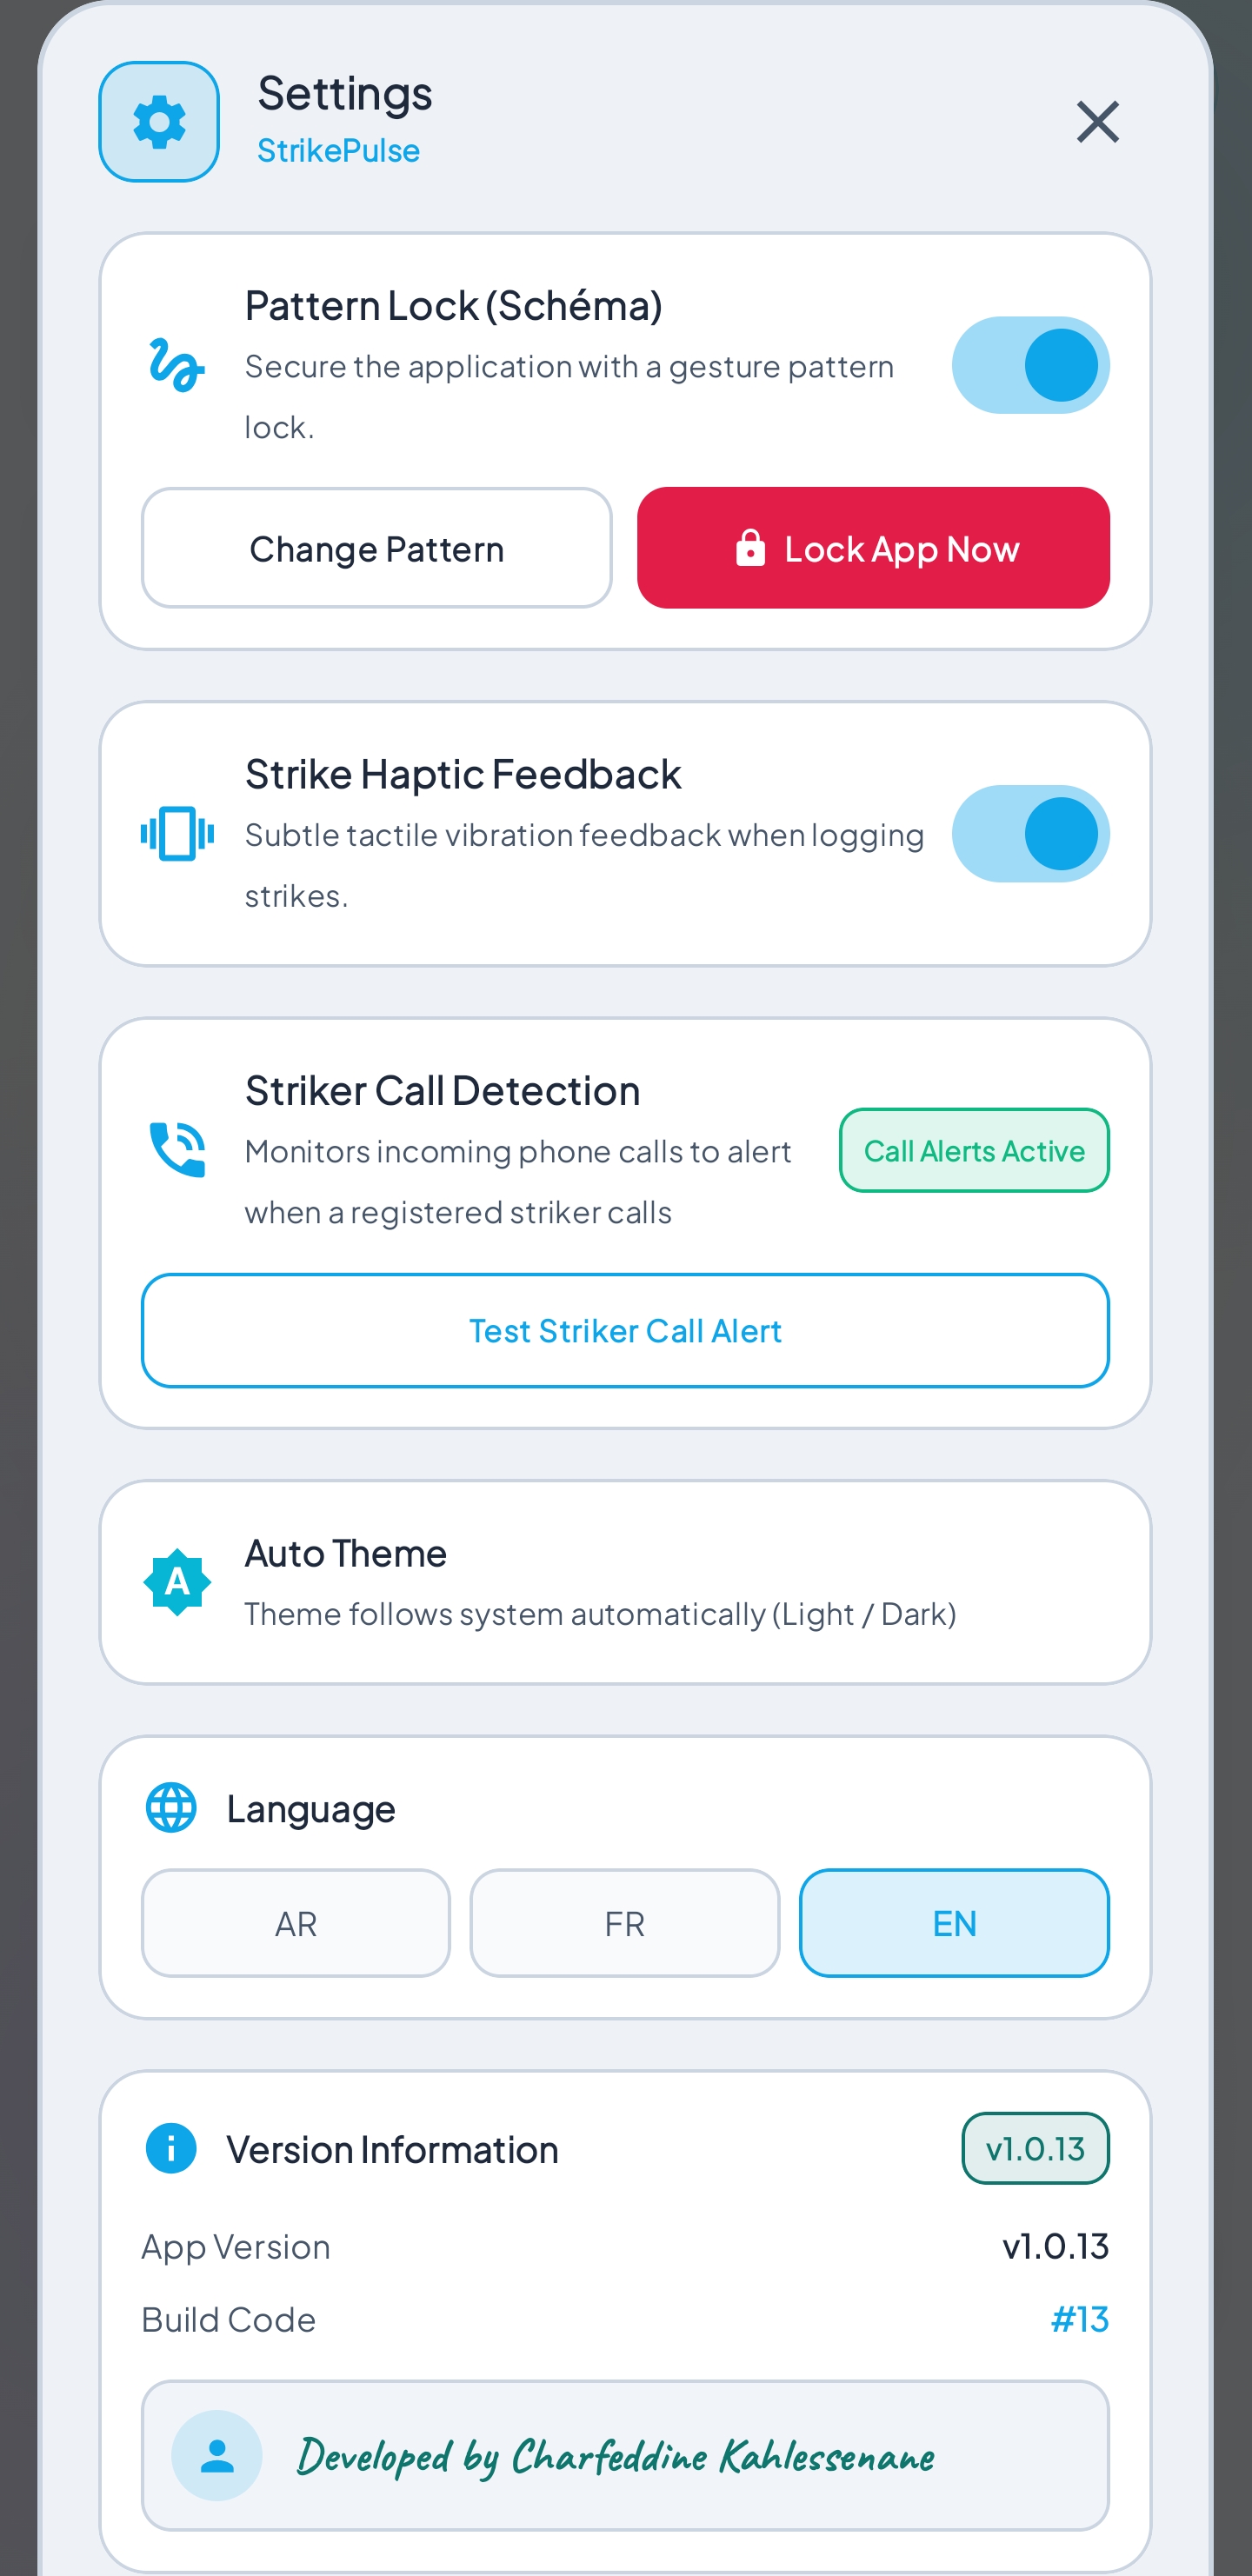 Settings
StrikePulse
Pattern Lock (Schéma)
Secure the application with a gesture pattern
lock.
Change Pattern
Lock App Now
Strike Haptic Feedback
Subtle tactile vibration feedback when logging
strikes.
Striker Call Detection
Monitors incoming phone calls to alert
when a registered striker calls
Call Alerts Active
Test Striker Call Alert
A
Auto Theme
Theme follows system automatically (Light / Dark)
Language
AR
FR
EN
Version Information
v1.0.13
App Version
v1.0.13
Build Code
#13
Developed by Charfeddine Kahlessenane